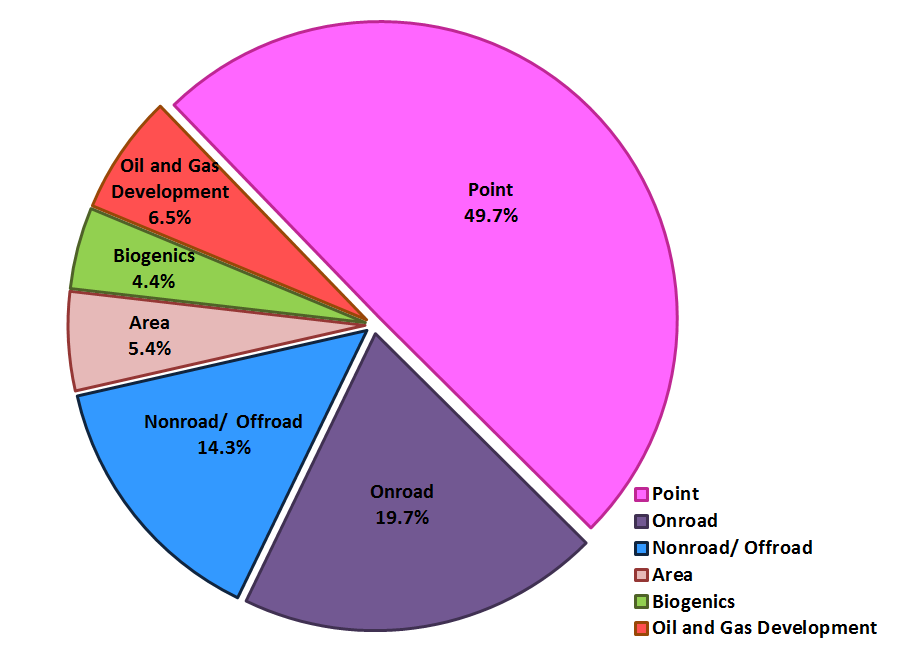 Point
49.7%
Oil and Gas
Development
6.5%
Biogenics
4.4%
Area
5.4%
Nonroad/ Offroad
14.3%
Onroad
19.7%
Point
Onroad
Nonroad/ Offroad
Area
Biogenics
Oil and Gas Development